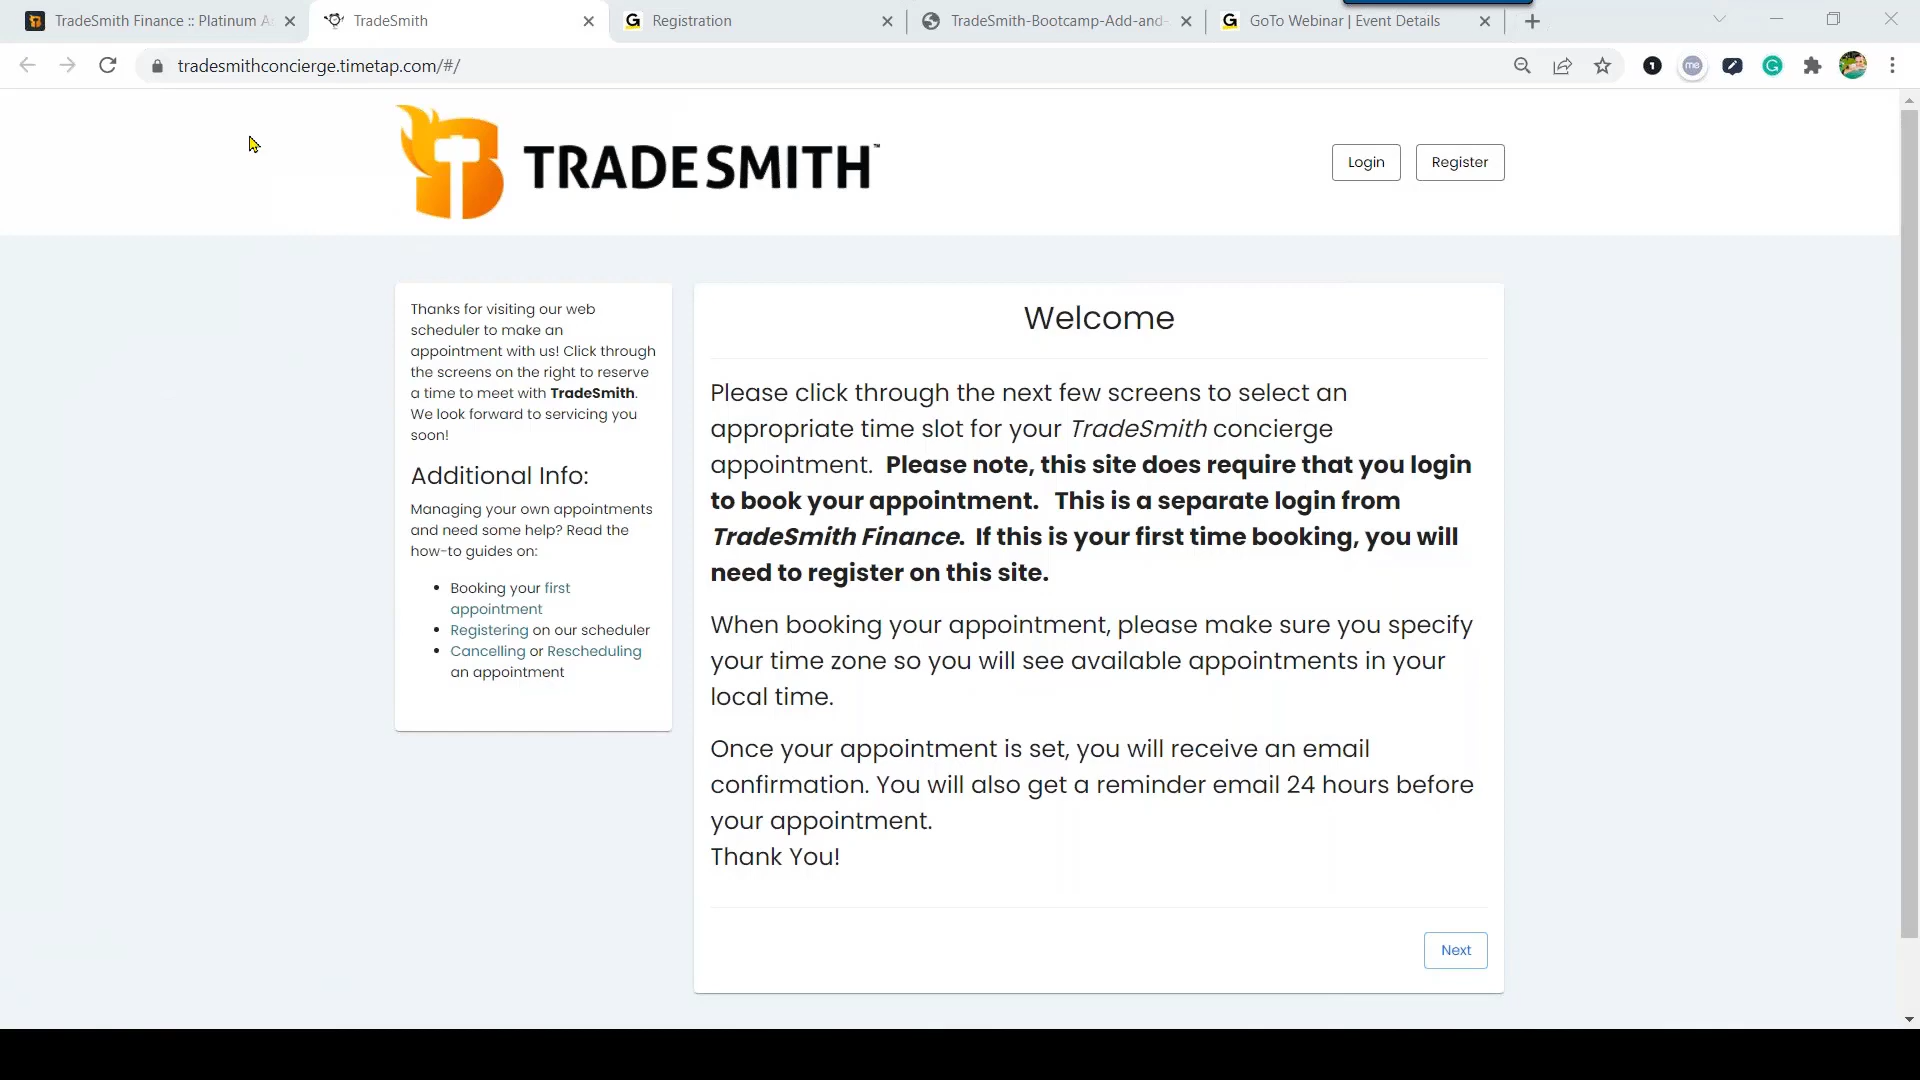 TradeSmith Finance :: Platinum A
TradeSmith
Registration
TradeSmith-Bootcamp-Add-and-
GoTo Webinar | Event Details
tradesmithconcierge.timetap.com/#/
TRADESMITH™
Login
Register
Thanks for visiting our web
scheduler to make an
appointment with us! Click through
the screens on the right to reserve
a time to meet with TradeSmith.
We look forward to servicing you
soon!
Additional Info:
Managing your own appointments
and need some help? Read the
how-to guides on:
• Booking your first
appointment
• Registering on our scheduler
• Cancelling or Rescheduling
an appointment
Welcome
Please click through the next few screens to select an
appropriate time slot for your TradeSmith concierge
appointment. Please note, this site does require that you login
to book your appointment. This is a separate login from
TradeSmith Finance. If this is your first time booking, you will
need to register on this site.
When booking your appointment, please make sure you specify
your time zone so you will see available appointments in your
local time.
Once your appointment is set, you will receive an email
confirmation. You will also get a reminder email 24 hours before
your appointment.
Thank You!
Next